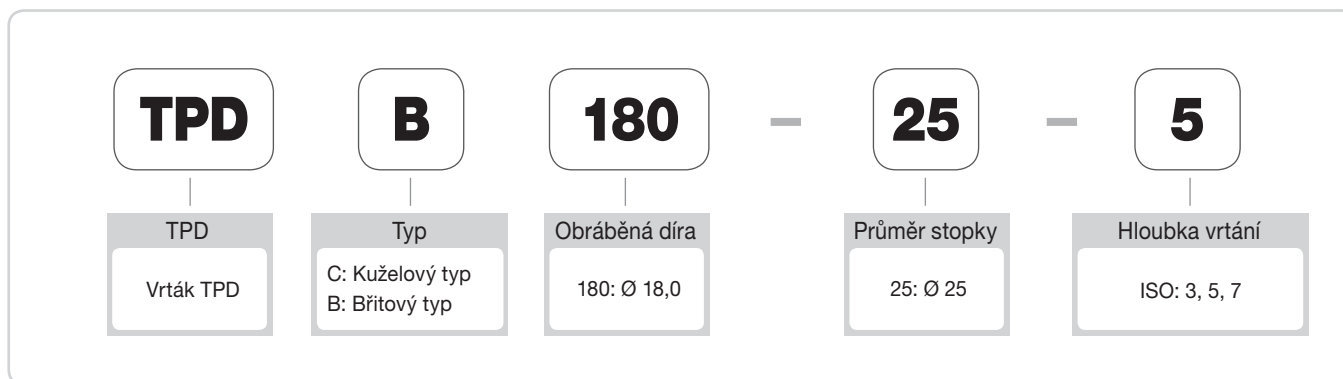 TPD B 180 – 25 – 5
TPD
Vrták TPD
Typ
C: Kuželový typ
B: Břitový typ
Obráběná díra
180: Ø 18,0
Průměr stopky
25: Ø 25
Hloubka vrtání
ISO: 3, 5, 7